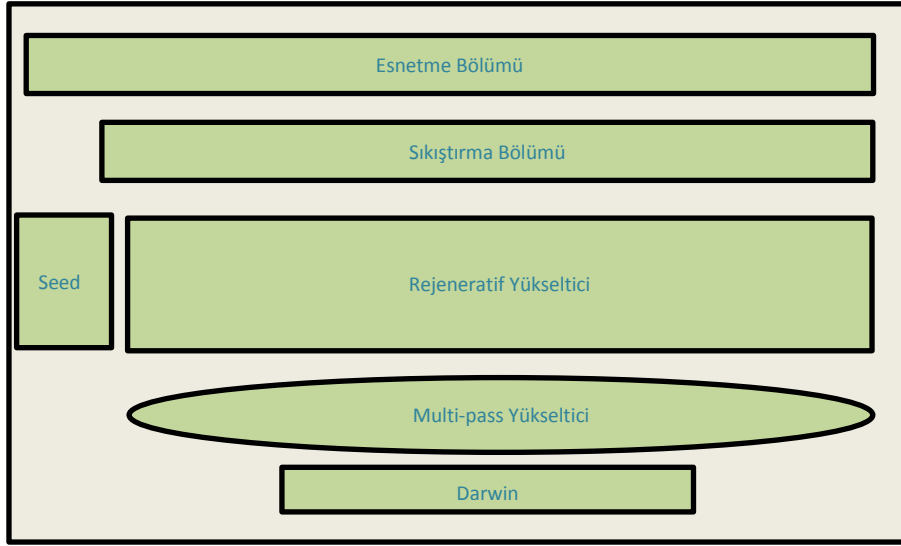 Esnetme Bölümü
Sıkıştırma Bölümü
Seed
Rejeneratif Yükseltici
Multi-pass Yükseltici
Darwin